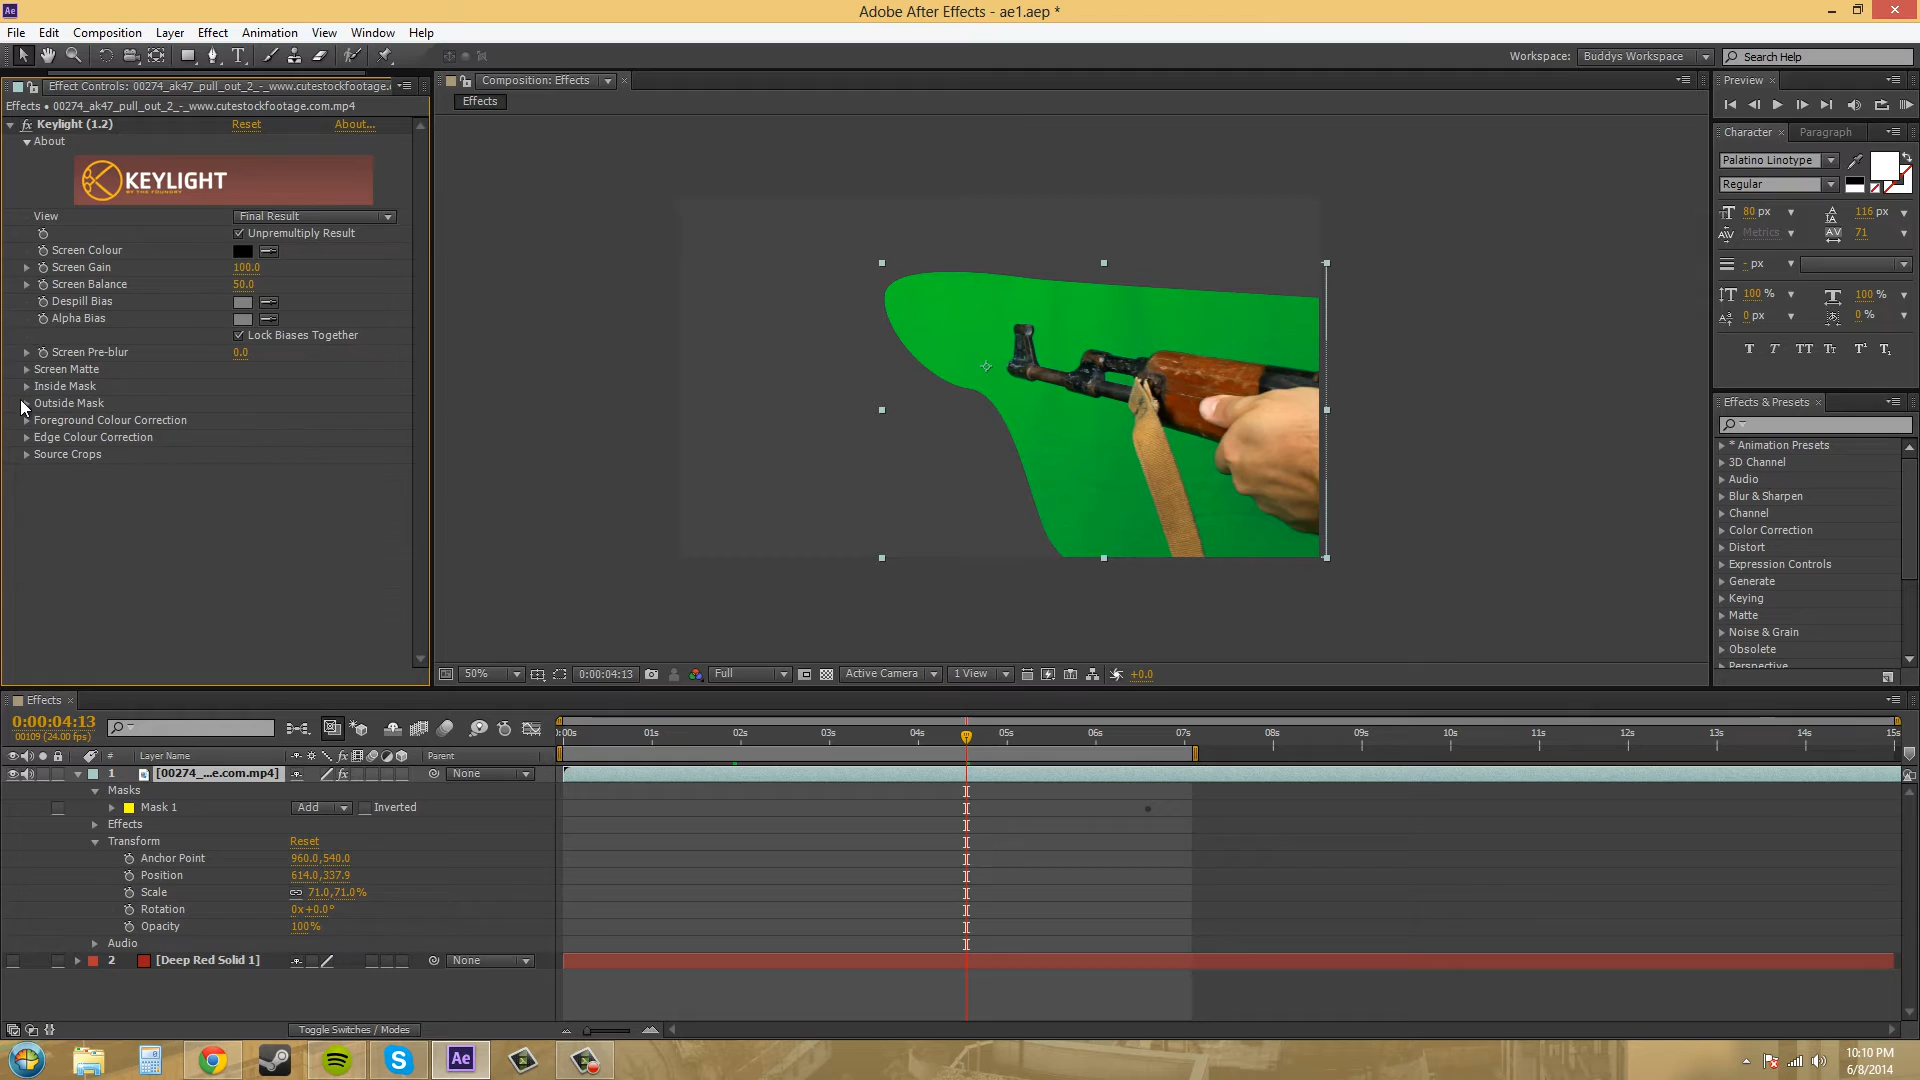 Adobe After Effects - ae1.aep *
File Edit Composition Layer Effect Animation View Window Help
Workspace: Buddys Workspace Search Help
Effect Controls: 00274_ak47_pull_out_2_-_www.cutestockfootage.
Effects • 00274_ak47_pull_out_2_-_www.cutestockfootage.com.mp4
Keylight (1.2) Reset About...
About
KEYLIGHT
BY THE FOUNDRY
View Final Result
Unpremultiply Result
Screen Colour
Screen Gain 100.0
Screen Balance 50.0
Despill Bias
Alpha Bias
Lock Biases Together
Screen Pre-blur 0.0
Screen Matte
Inside Mask
Outside Mask
Foreground Colour Correction
Edge Colour Correction
Source Crops
Composition: Effects
Effects
50% 0:00:04:13 Full Active Camera 1 View +0.0
Preview
Character Paragraph
Palatino Linotype
Regular
80 px 116 px
Metrics 71
- px
100 % 100 %
0 px 0 %
Effects & Presets
* Animation Presets
3D Channel
Audio
Blur & Sharpen
Channel
Color Correction
Distort
Expression Controls
Generate
Keying
Matte
Noise & Grain
Obsolete
Perspective
Effects
0:00:04:13
00109 (24.00 fps)
:00s 01s 02s 03s 04s 05s 06s 07s 08s 09s 10s 11s 12s 13s 14s 15s
# Layer Name Parent
1 [00274_...e.com.mp4] None
Masks
Mask 1 Add Inverted
Effects
Transform Reset
Anchor Point 960.0,540.0
Position 614.0,337.9
Scale 71.0,71.0%
Rotation 0x+0.0°
Opacity 100%
Audio
2 [Deep Red Solid 1] None
Toggle Switches / Modes
10:10 PM
6/8/2014